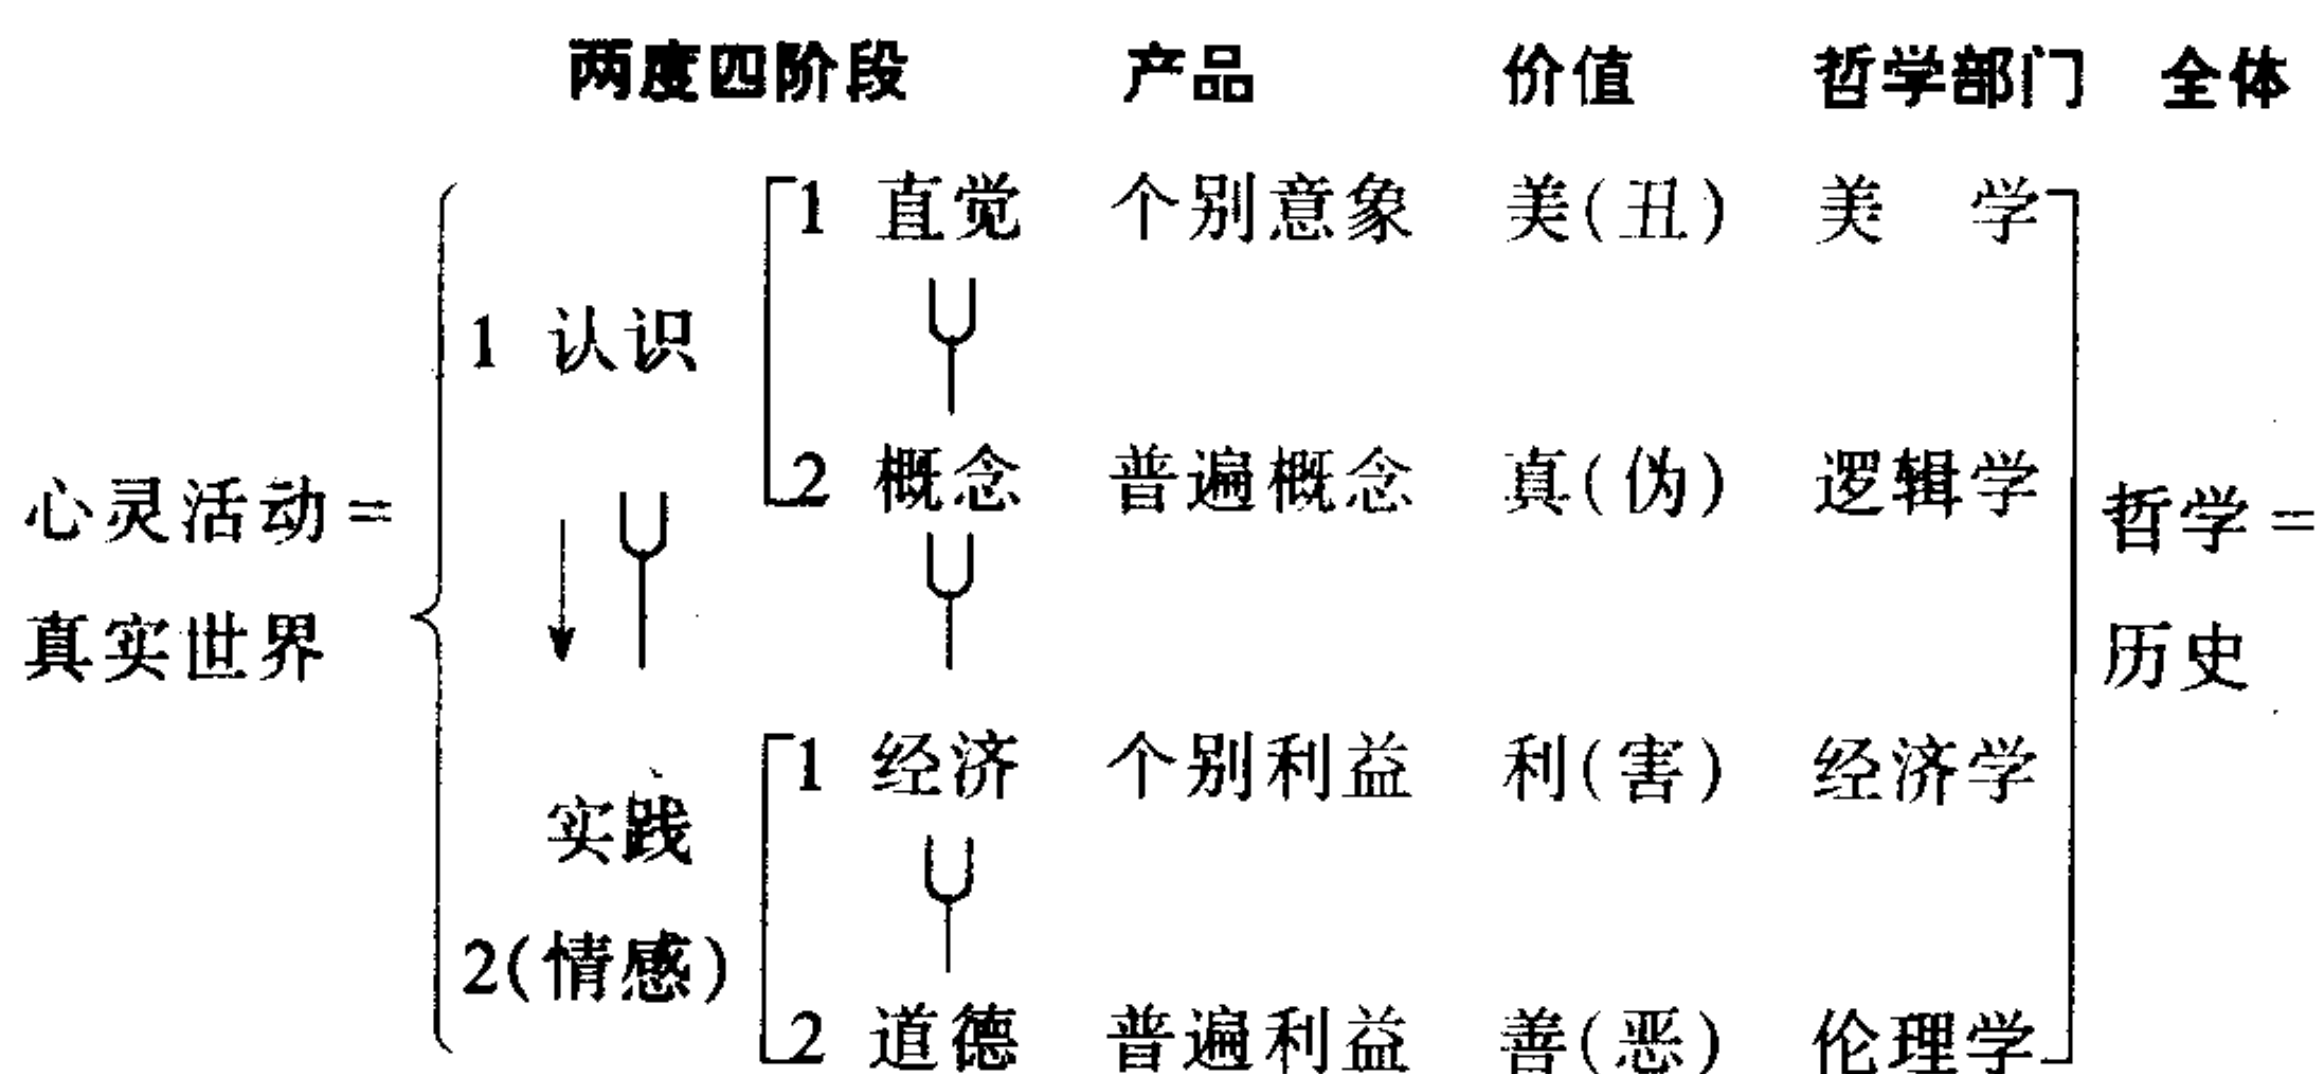 两度四阶段 产品 价值 哲学部门 全体
1 直觉 个别意象 美(丑) 美 学
1 认识
2 概念 普遍概念 真(伪) 逻辑学
心灵活动= 哲学=
真实世界 历史
1 经济 个别利益 利(害) 经济学
实践
2(情感)
2 道德 普遍利益 善(恶) 伦理学